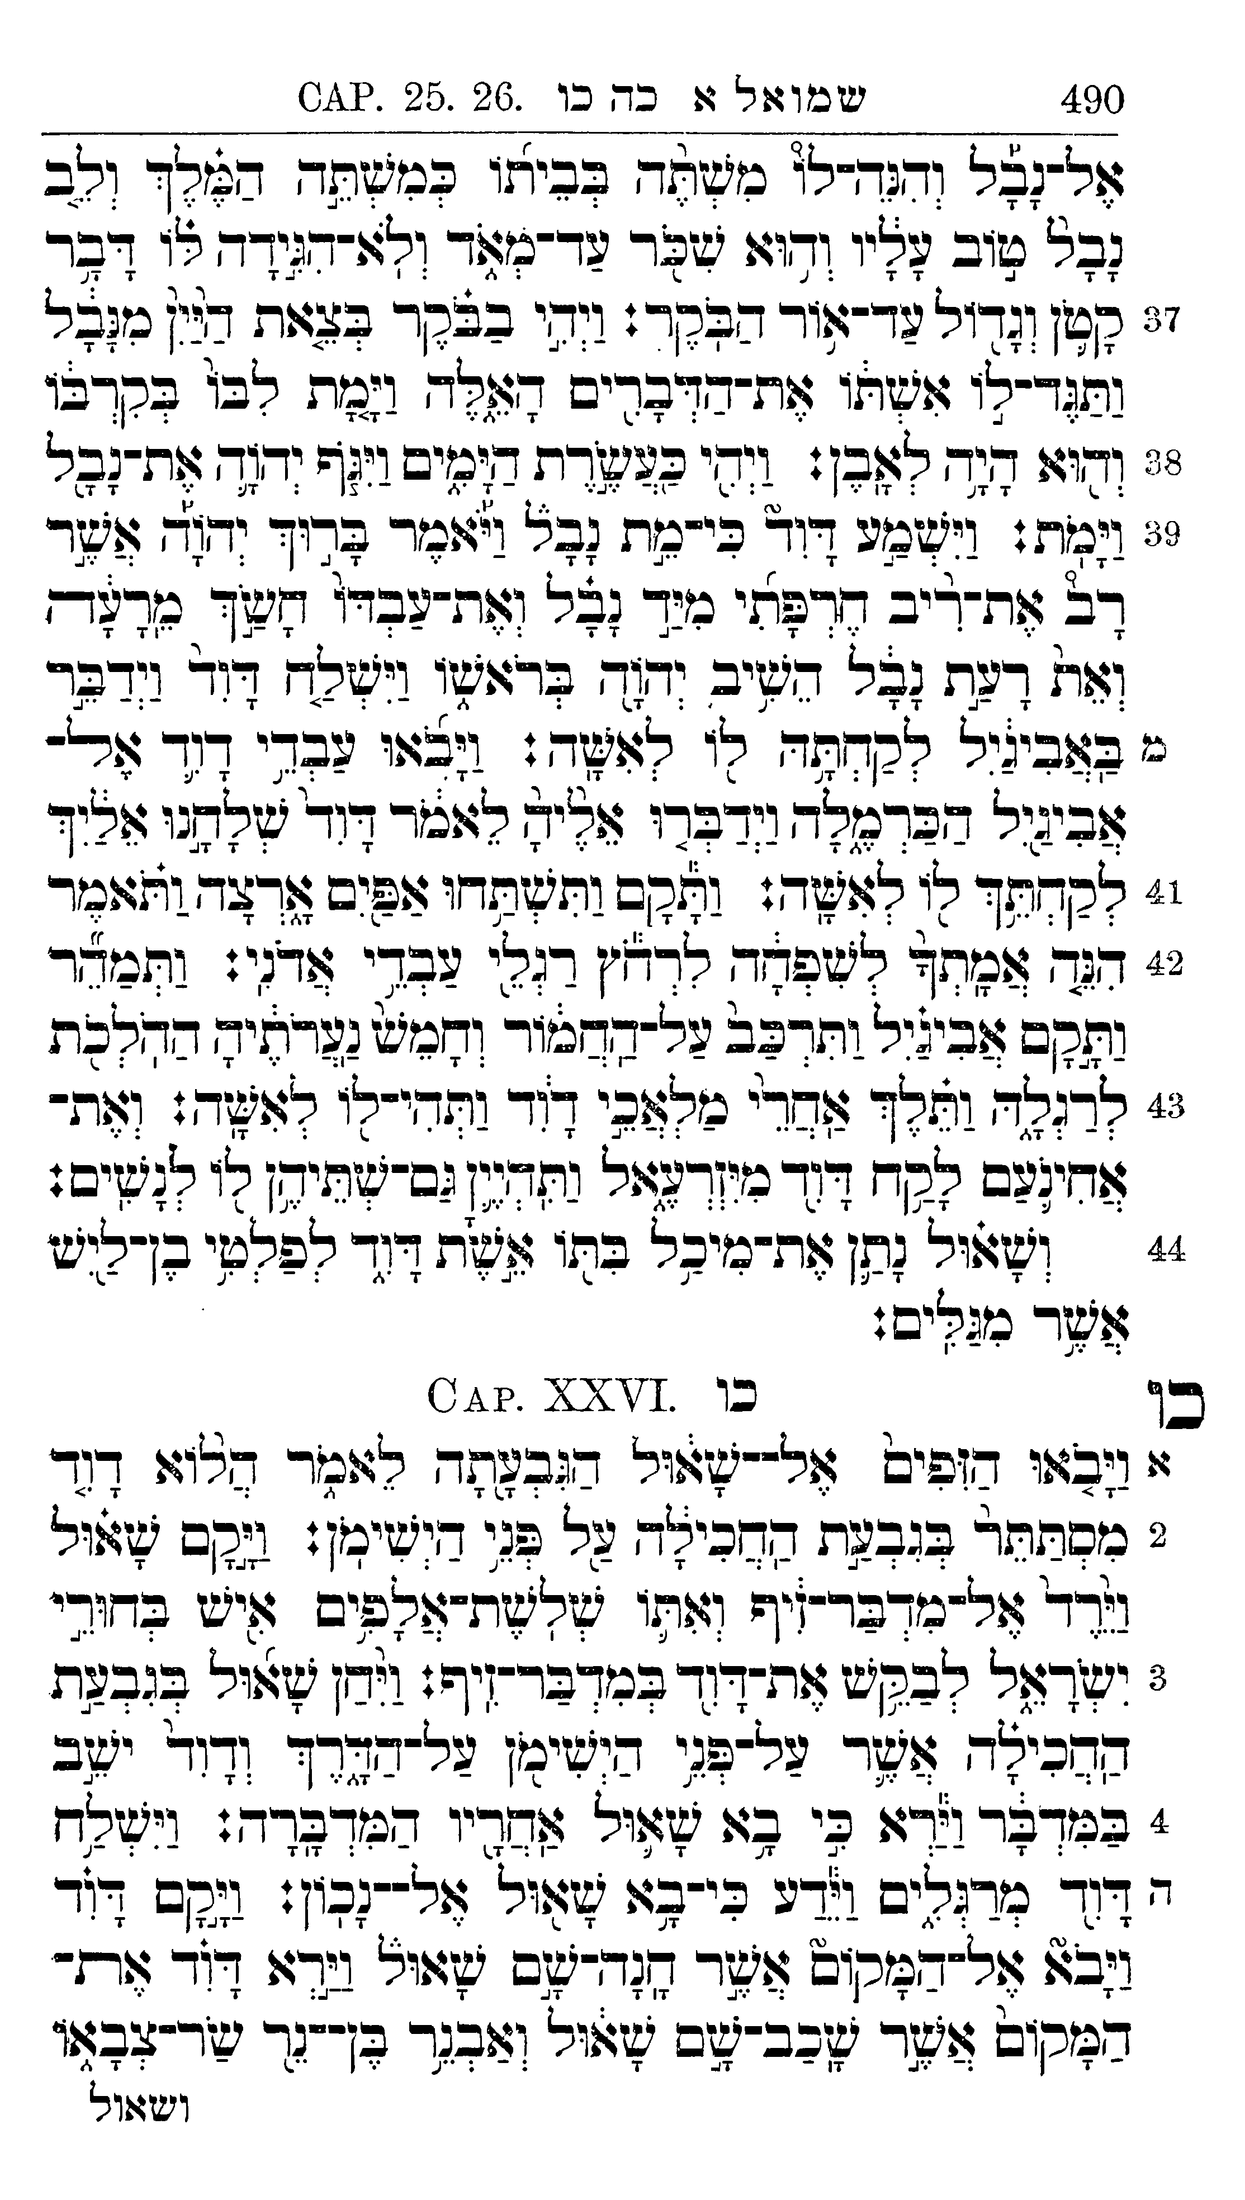 490 שמואל א כה כו CAP. 25. 26.
אֶל־נָבָ֡ל וְהִנֵּה־לוֹ֩ מִשְׁתֶּ֨ה בְּבֵית֜וֹ כְּמִשְׁתֵּ֣ה הַמֶּ֗לֶךְ וְלֵ֤ב
נָבָל֙ ט֣וֹב עָלָ֔יו וְה֥וּא שִׁכֹּ֖ר עַד־מְאֹ֑ד וְלֹֽא־הִגִּ֣ידָה לּ֗וֹ דָּבָ֥ר
37 קָטֹ֛ן וְגָד֖וֹל עַד־א֥וֹר הַבֹּֽקֶר׃ וַיְהִ֣י בַבֹּ֗קֶר בְּצֵ֤את הַיַּ֙יִן֙ מִנָּבָ֔ל
וַתַּגֶּד־ל֣וֹ אִשְׁתּ֔וֹ אֶת־הַדְּבָרִ֖ים הָאֵ֑לֶּה וַיָּ֤מָת לִבּוֹ֙ בְּקִרְבּ֔וֹ
38 וְה֖וּא הָיָ֥ה לְאָֽבֶן׃ וַיְהִ֖י כַּעֲשֶׂ֣רֶת הַיָּמִ֑ים וַיִּגֹּ֧ף יְהוָֹ֛ה אֶת־נָבָ֖ל
39 וַיָּמֹֽת׃ וַיִּשְׁמַ֣ע דָּוִד֮ כִּי־מֵ֣ת נָבָל֒ וַיֹּ֡אמֶר בָּר֣וּךְ יְהוָֹ֡ה אֲשֶׁ֣ר
רָב֩ אֶת־רִ֨יב חֶרְפָּתִ֜י מִיַּ֣ד נָבָ֗ל וְאֶת־עַבְדּוֹ֙ חָשַׂ֣ךְ מֵֽרָעָ֔ה
וְאֵת֙ רָעַ֣ת נָבָ֔ל הֵשִׁ֥יב יְהוָֹ֖ה בְּרֹאשׁ֑וֹ וַיִּשְׁלַ֤ח דָּוִד֙ וַיְדַבֵּ֣ר
מ בַּאֲבִיגַ֔יִל לְקַחְתָּ֥הּ ל֖וֹ לְאִשָּֽׁה׃ וַיָּבֹ֜אוּ עַבְדֵ֥י דָוִ֛ד אֶל־
אֲבִיגַ֖יִל הַכַּרְמֶ֑לָה וַיְדַבְּר֤וּ אֵלֶ֙יהָ֙ לֵאמֹ֔ר דָּוִד֙ שְׁלָחָ֣נוּ אֵלַ֔יִךְ
41 לְקַחְתֵּ֥ךְ ל֖וֹ לְאִשָּֽׁה׃ וַתָּ֕קָם וַתִּשְׁתַּ֥חוּ אַפַּ֖יִם אָ֑רְצָה וַתֹּ֗אמֶר
42 הִנֵּ֤ה אֲמָֽתְךָ֙ לְשִׁפְחָ֔ה לִרְחֹ֕ץ רַגְלֵ֖י עַבְדֵ֥י אֲדֹנִֽי׃ וַתְּמַהֵ֞ר
וַתָּ֣קָם אֲבִיגַ֗יִל וַתִּרְכַּב֙ עַל־הַֽחֲמ֔וֹר וְחָמֵשׁ֙ נַֽעֲרֹתֶ֔יהָ הַהֹלְכֹ֖ת
43 לְרַגְלָ֑הּ וַתֵּ֗לֶךְ אַֽחֲרֵי֙ מַלְאֲכֵ֣י דָוִ֔ד וַתְּהִי־ל֖וֹ לְאִשָּֽׁה׃ וְאֶת־
אֲחִינֹ֛עַם לָקַ֥ח דָּוִ֖ד מִיִּזְרְעֶ֑אל וַתִּֽהְיֶ֛יןָ גַּם־שְׁתֵּיהֶ֥ן ל֖וֹ לְנָשִֽׁים׃
44 וְשָׁא֗וּל נָתַ֛ן אֶת־מִיכַ֥ל בִּתּ֖וֹ אֵ֣שֶׁת דָּוִ֑ד לְפַלְטִ֥י בֶן־לַ֖יִשׁ
אֲשֶׁ֥ר מִגַּלִּֽים׃
כו CAP. XXVI. כו
א וַיָּבֹ֤אוּ הַזִּפִים֙ אֶל־שָׁא֔וּל הַגִּבְעָ֖תָה לֵאמֹ֑ר הֲל֨וֹא דָוִ֤ד
2 מִסְתַּתֵּר֙ בְּגִבְעַ֣ת הַֽחֲכִילָ֔ה עַ֖ל פְּנֵ֥י הַיְשִׁימֹֽן׃ וַיָּ֣קָם שָׁא֗וּל
וַיֵּ֙רֶד֙ אֶל־מִדְבַּר־זִ֔יף וְאִתּ֛וֹ שְׁלֹֽשֶׁת־אֲלָפִ֥ים אִ֖ישׁ בְּחוּרֵ֣י
3 יִשְׂרָאֵ֑ל לְבַקֵּ֥שׁ אֶת־דָּוִ֖ד בְּמִדְבַּר־זִֽיף׃ וַיִּ֨חַן שָׁא֜וּל בְּגִבְעַ֣ת
הַֽחֲכִילָ֗ה אֲשֶׁ֛ר עַל־פְּנֵ֥י הַיְשִׁימֹ֖ן עַל־הַדָּ֑רֶךְ וְדָוִד֙ יֹשֵׁ֣ב
4 בַּמִּדְבָּ֔ר וַיַּ֕רְא כִּ֣י בָ֥א שָׁא֛וּל אַֽחֲרָ֖יו הַמִּדְבָּֽרָה׃ וַיִּשְׁלַ֥ח
ה דָּוִ֖ד מְרַגְּלִ֑ים וַיֵּ֕דַע כִּי־בָ֥א שָׁא֖וּל אֶל־נָכֽוֹן׃ וַיָּ֣קָם דָּוִ֗ד
וַיָּבֹא֮ אֶל־הַמָּקוֹם֮ אֲשֶׁ֣ר חָֽנָה־שָׁ֣ם שָׁאוּל֒ וַיַּ֣רְא דָּוִ֗ד אֶת־
הַמָּקוֹם֙ אֲשֶׁ֣ר שָֽׁכַב־שָׁ֣ם שָׁא֔וּל וְאַבְנֵ֥ר בֶּן־נֵ֖ר שַׂר־צְבָא֑וֹ
ושאול